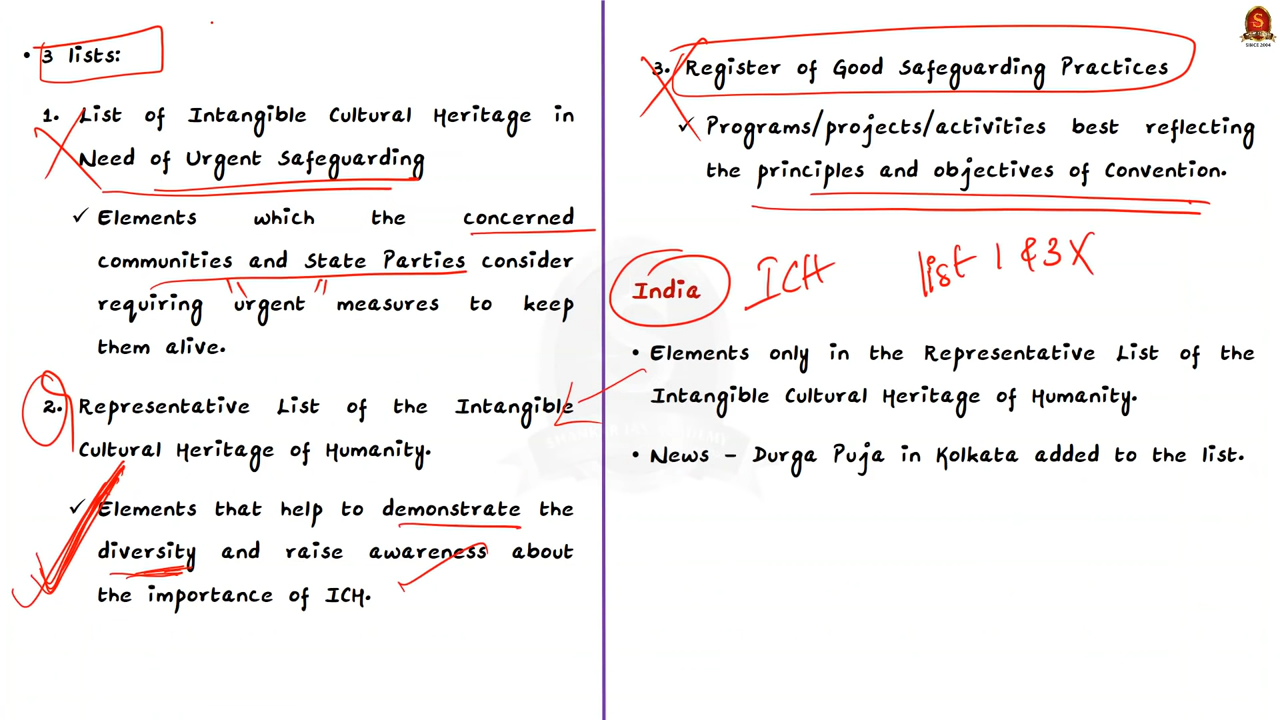 • 3 lists:
1. List of Intangible Cultural Heritage in
Need of Urgent Safeguarding
✓ Elements which the concerned
communities and State Parties consider
requiring urgent measures to keep
them alive.
2. Representative List of the Intangible
Cultural Heritage of Humanity.
✓ Elements that help to demonstrate the
diversity and raise awareness about
the importance of ICH.
3. Register of Good Safeguarding Practices
✓ Programs/projects/activities best reflecting
the principles and objectives of Convention.
India ICH list 1 & 3 X
• Elements only in the Representative List of the
Intangible Cultural Heritage of Humanity.
• News – Durga Puja in Kolkata added to the list.
SINCE 2004